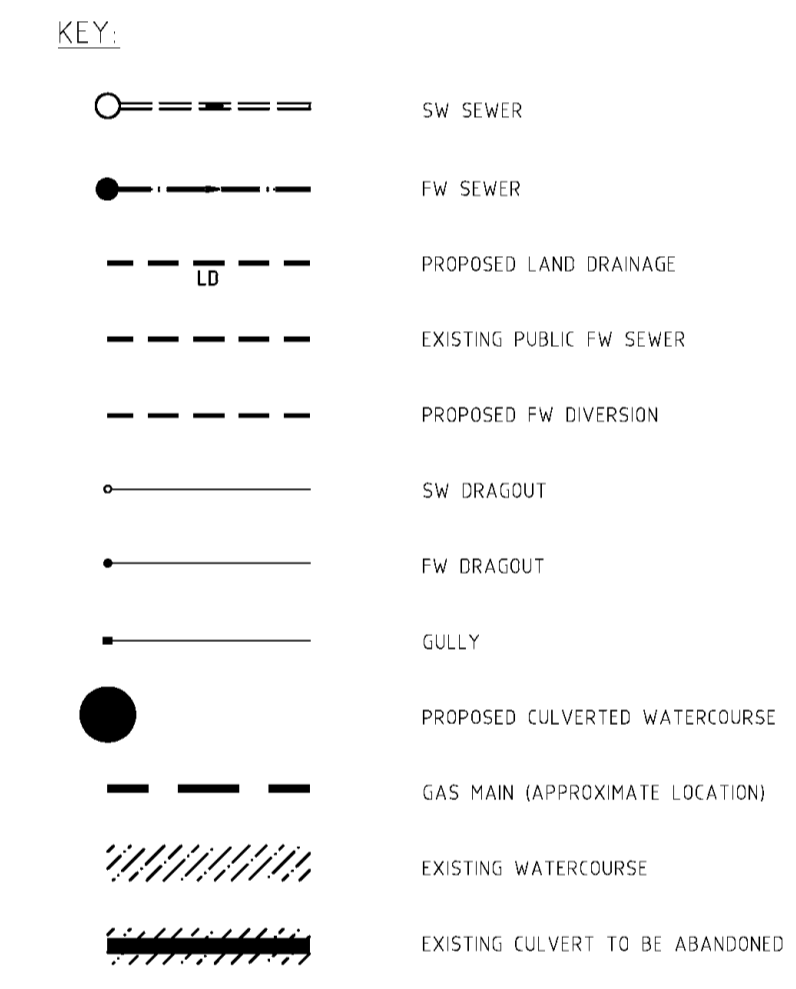 KEY:
SW SEWER
FW SEWER
PROPOSED LAND DRAINAGE
LD
EXISTING PUBLIC FW SEWER
PROPOSED FW DIVERSION
SW DRAGOUT
FW DRAGOUT
GULLY
PROPOSED CULVERTED WATERCOURSE
GAS MAIN (APPROXIMATE LOCATION)
EXISTING WATERCOURSE
EXISTING CULVERT TO BE ABANDONED